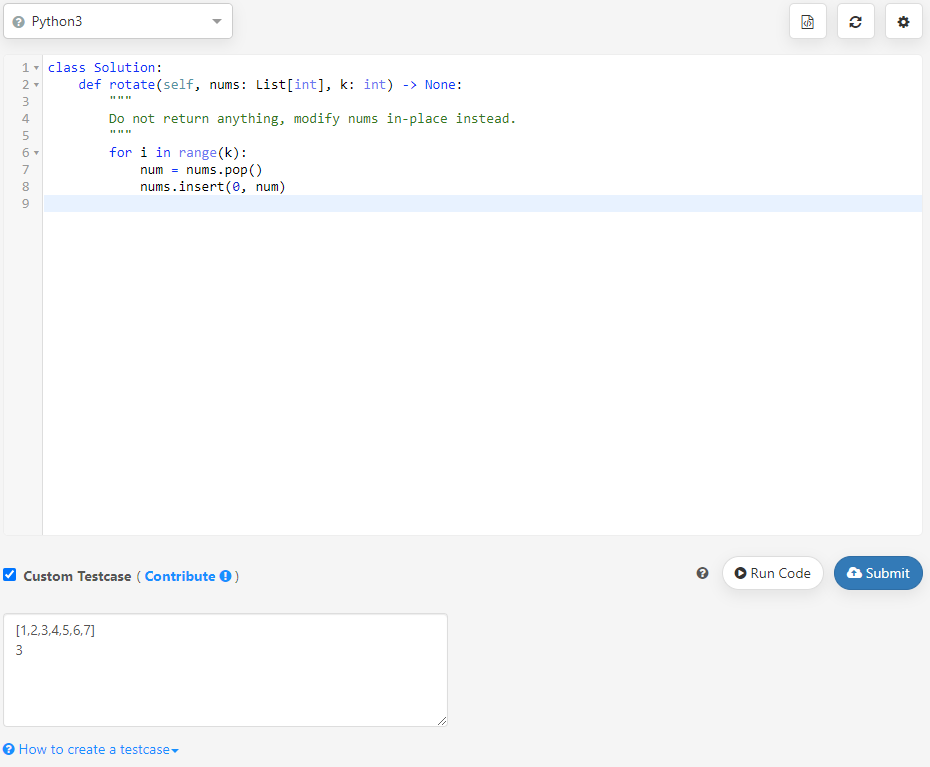 Python3
1 class Solution:
2     def rotate(self, nums: List[int], k: int) -> None:
3         """
4         Do not return anything, modify nums in-place instead.
5         """
6         for i in range(k):
7             num = nums.pop()
8             nums.insert(0, num)
9
Custom Testcase ( Contribute )
Run Code
Submit
[1,2,3,4,5,6,7]
3
How to create a testcase